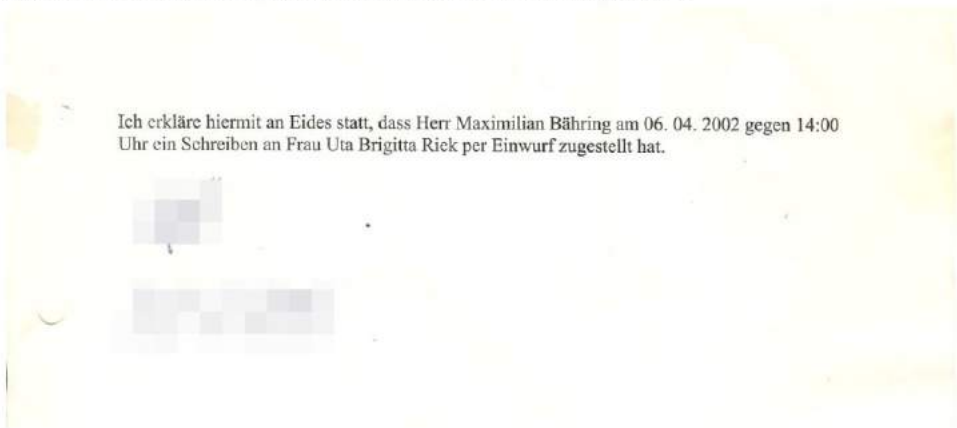 Ich erkläre hiermit an Eides statt, dass Herr Maximilian Bähring am 06. 04. 2002 gegen 14:00
Uhr ein Schreiben an Frau Uta Brigitta Riek per Einwurf zugestellt hat.